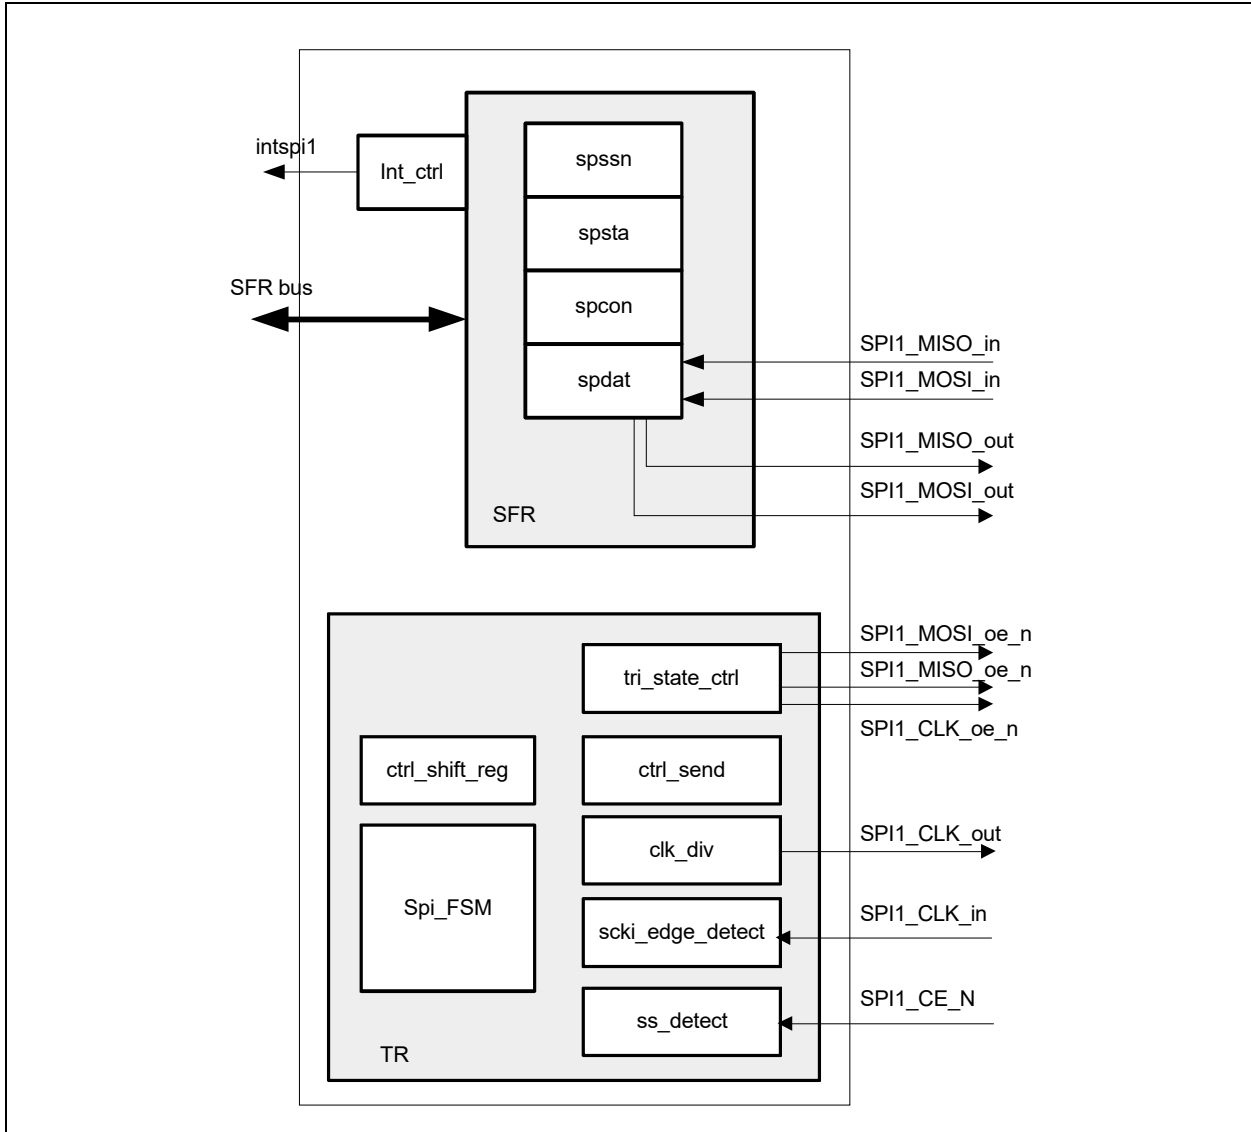 intspi1
Int_ctrl
spssn
spsta
SFR bus
spcon
spdat
SPI1_MISO_in
SPI1_MOSI_in
SPI1_MISO_out
SPI1_MOSI_out
SFR
SPI1_MOSI_oe_n
tri_state_ctrl
SPI1_MISO_oe_n
SPI1_CLK_oe_n
ctrl_shift_reg
ctrl_send
clk_div
SPI1_CLK_out
Spi_FSM
scki_edge_detect
SPI1_CLK_in
ss_detect
SPI1_CE_N
TR